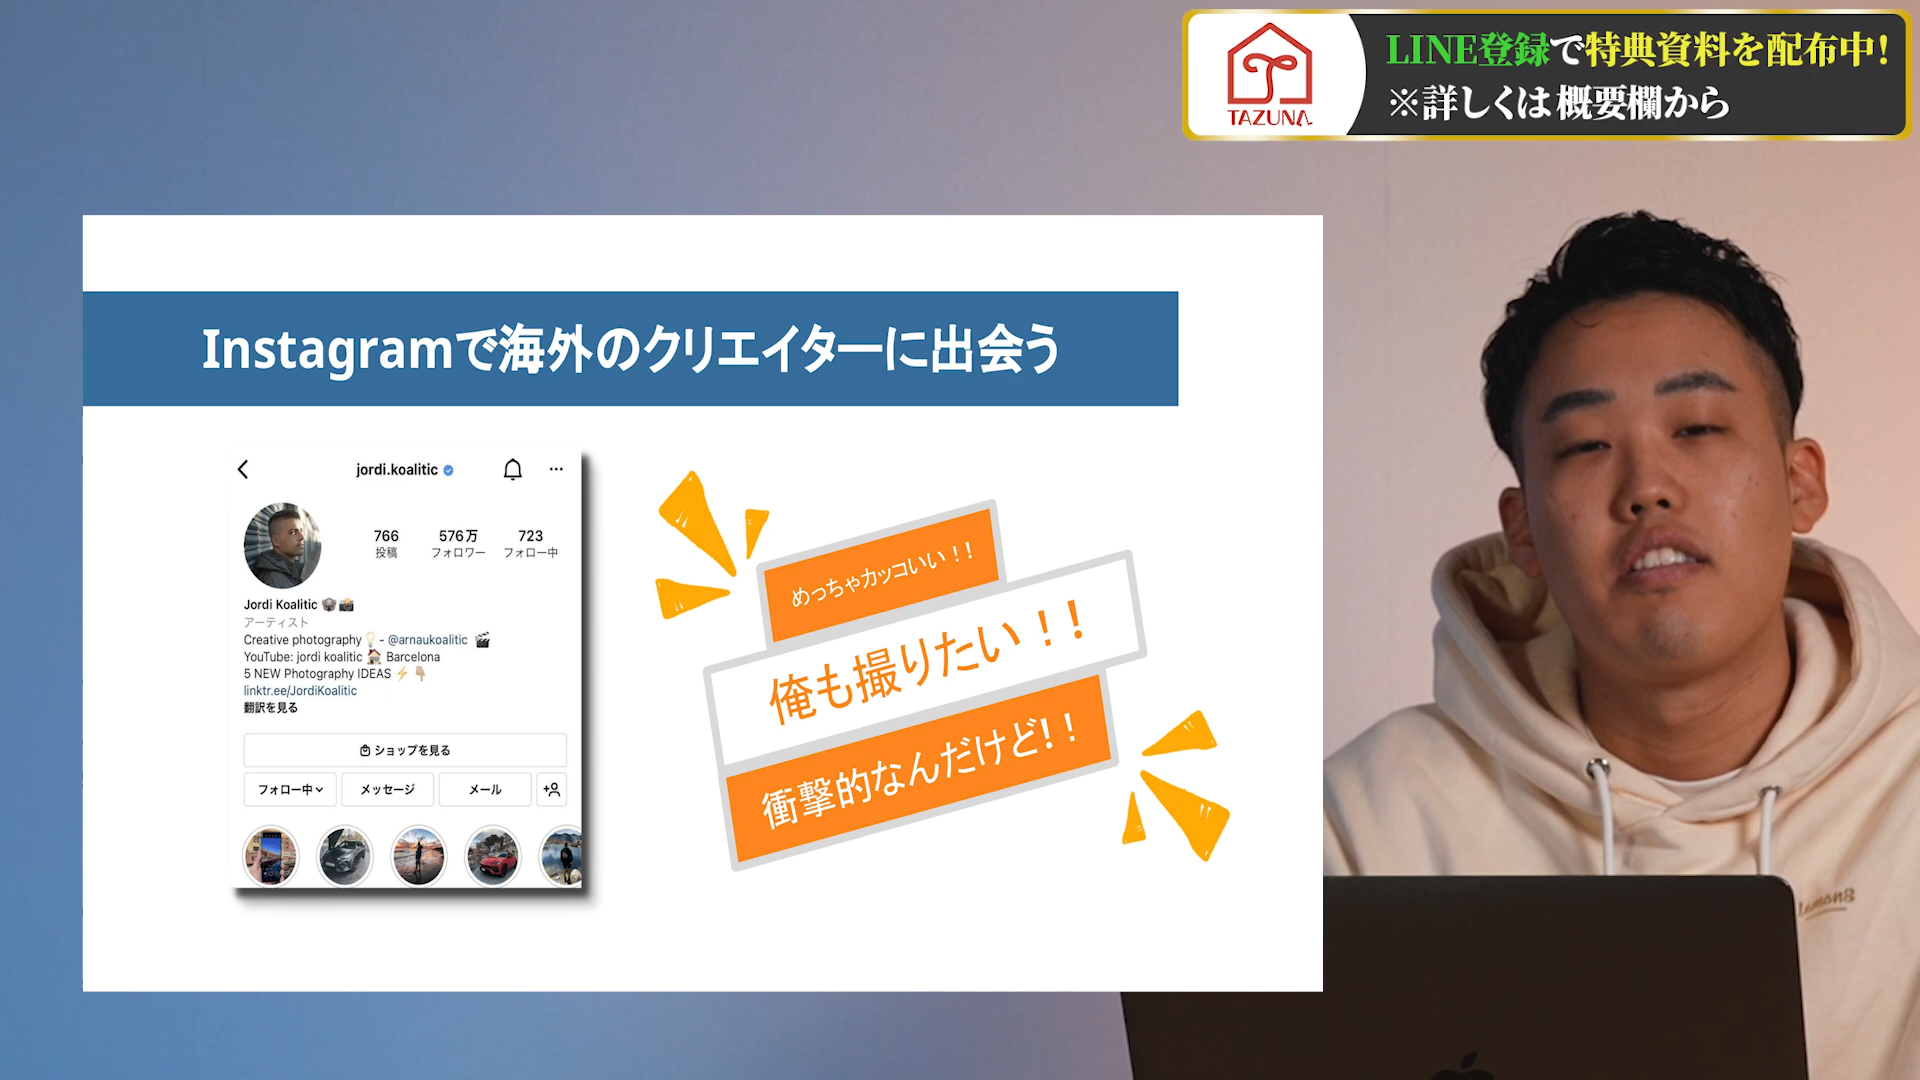 LINE登録で特典資料を配布中!
※詳しくは概要欄から
TAZUNA
Instagramで海外のクリエイターに出会う
jordi.koalitic
766
576万
723
投稿
フォロワー
フォロー中
Jordi Koalitic
アーティスト
Creative photography - @arnaukoalitic
YouTube: jordi koalitic Barcelona
5 NEW Photography IDEAS
linktr.ee/JordiKoalitic
翻訳を見る
ショップを見る
フォロー中
メッセージ
メール
めっちゃカッコいい！！
俺も撮りたい！！
衝撃的なんだけど!！
Lemons